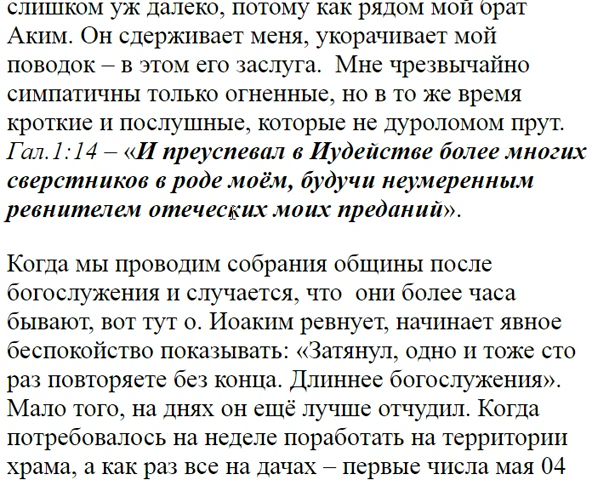 слишком уж далеко, потому как рядом мой брат
Аким. Он сдерживает меня, укорачивает мой
поводок – в этом его заслуга.  Мне чрезвычайно
симпатичны только огненные, но в то же время
кроткие и послушные, которые не дуроломом прут.
Гал.1:14 – «И преуспевал в Иудействе более многих
сверстников в роде моём, будучи неумеренным
ревнителем отеческих моих преданий».
Когда мы проводим собрания общины после
богослужения и случается, что  они более часа
бывают, вот тут о. Иоаким ревнует, начинает явное
беспокойство показывать: «Затянул, одно и тоже сто
раз повторяете без конца. Длиннее богослужения».
Мало того, на днях он ещё лучше отчудил. Когда
потребовалось на неделе поработать на территории
храма, а как раз все на дачах – первые числа мая 04